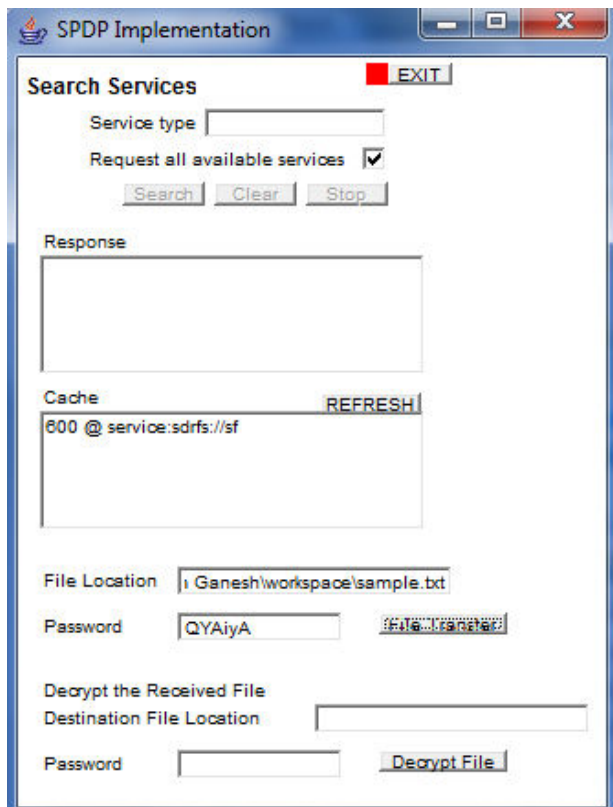 SPDP Implementation
EXIT
Search Services
Service type
Request all available services
Search Clear Stop
Response
Cache REFRESH
600 @ service:sdrfs://sf
File Location Ganesh\workspace\sample.txt
Password QYAiyA File Transfer
Decrypt the Received File
Destination File Location
Password Decrypt File